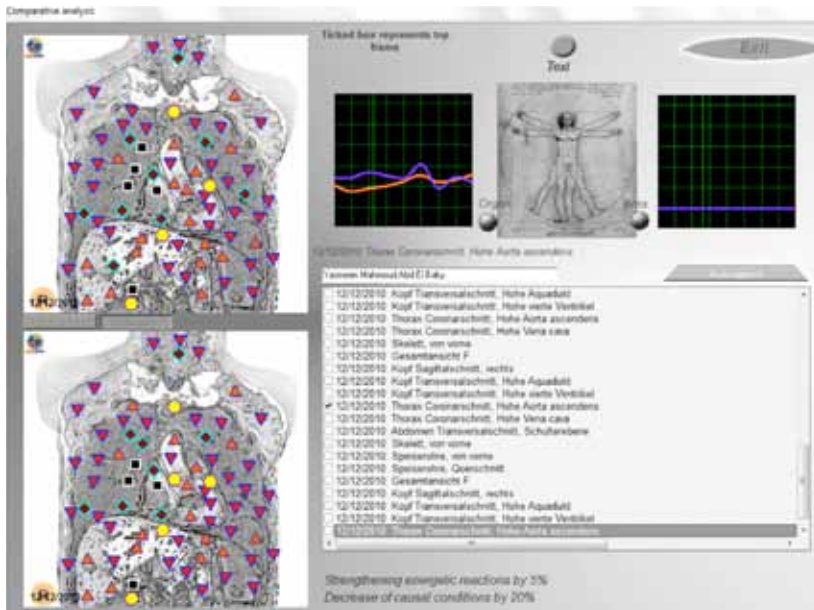 Comparative analysis
Ticked box represents top
frame
Text
Exit
Organ
12/12/2010 Thorax Coronarschnitt, Hohe Aorta ascendens
12/12/2010 Kopf Transversalschnitt, Hohe Aquadukt
12/12/2010 Kopf Transversalschnitt, Hohe vierte Ventrikel
12/12/2010 Thorax Coronarschnitt, Hohe Aorta ascendens
12/12/2010 Thorax Coronarschnitt, Hohe Vena cava
12/12/2010 Skelett, von vorne
12/12/2010 Gesamtansicht F
12/12/2010 Kopf Sagittalschnitt, rechts
12/12/2010 Kopf Transversalschnitt, Hohe Aquadukt
12/12/2010 Kopf Transversalschnitt, Hohe vierte Ventrikel
12/12/2010 Thorax Coronarschnitt, Hohe Aorta ascendens
12/12/2010 Thorax Coronarschnitt, Hohe Vena cava
12/12/2010 Abdomen Transversalschnitt, Schulterebene
12/12/2010 Skelett, von vorne
12/12/2010 Speiserohre, von vorne
12/12/2010 Speiserohre, Querschnitt
12/12/2010 Gesamtansicht F
12/12/2010 Kopf Sagittalschnitt, rechts
12/12/2010 Kopf Transversalschnitt, Hohe Aquadukt
12/12/2010 Kopf Transversalschnitt, Hohe vierte Ventrikel
12/12/2010 Thorax Coronarschnitt, Hohe Aorta ascendens
Strengthening energetic reactions by 5%
Decrease of causal conditions by 20%